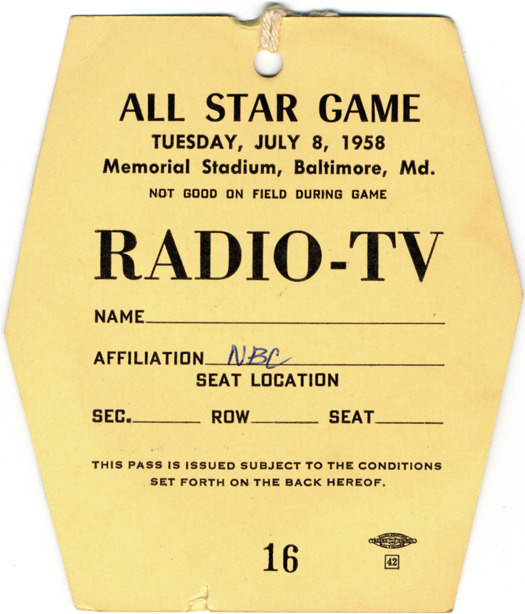 ALL STAR GAME
TUESDAY, JULY 8, 1958
Memorial Stadium, Baltimore, Md.
NOT GOOD ON FIELD DURING GAME
RADIO-TV
NAME
AFFILIATION NBC
SEAT LOCATION
SEC. ROW SEAT
THIS PASS IS ISSUED SUBJECT TO THE CONDITIONS
SET FORTH ON THE BACK HEREOF.
16
42